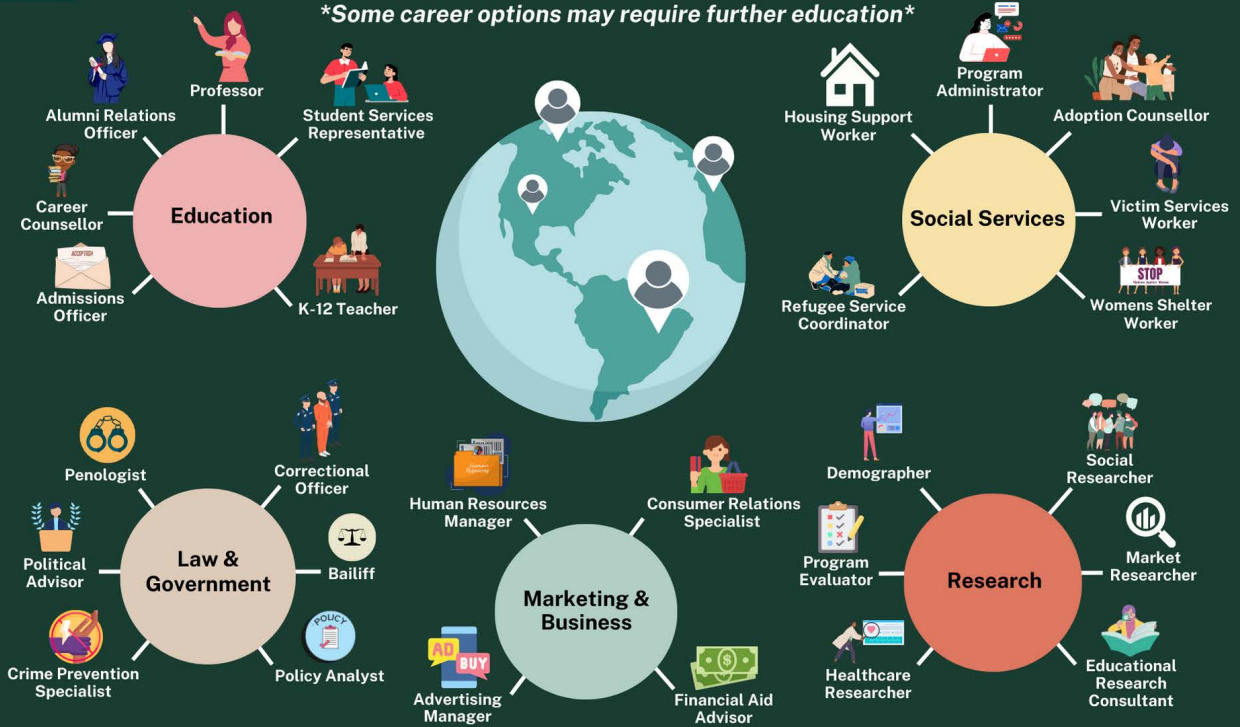 *Some career options may require further education*
Professor
Alumni Relations
Officer
Student Services
Representative
Career
Counsellor
Education
ACCEPTED
Admissions
Officer
K-12 Teacher
Housing Support
Worker
Program
Administrator
Adoption Counsellor
Social Services
Victim Services
Worker
Refugee Service
Coordinator
STOP
Womens Shelter
Worker
Penologist
Correctional
Officer
Political
Advisor
Law &
Government
Bailiff
Crime Prevention
Specialist
POLICY
Policy Analyst
Human Resources
Manager
Consumer Relations
Specialist
Marketing &
Business
AD
BUY
Advertising
Manager
Financial Aid
Advisor
Demographer
Social
Researcher
Program
Evaluator
Research
Market
Researcher
Healthcare
Researcher
Educational
Research
Consultant